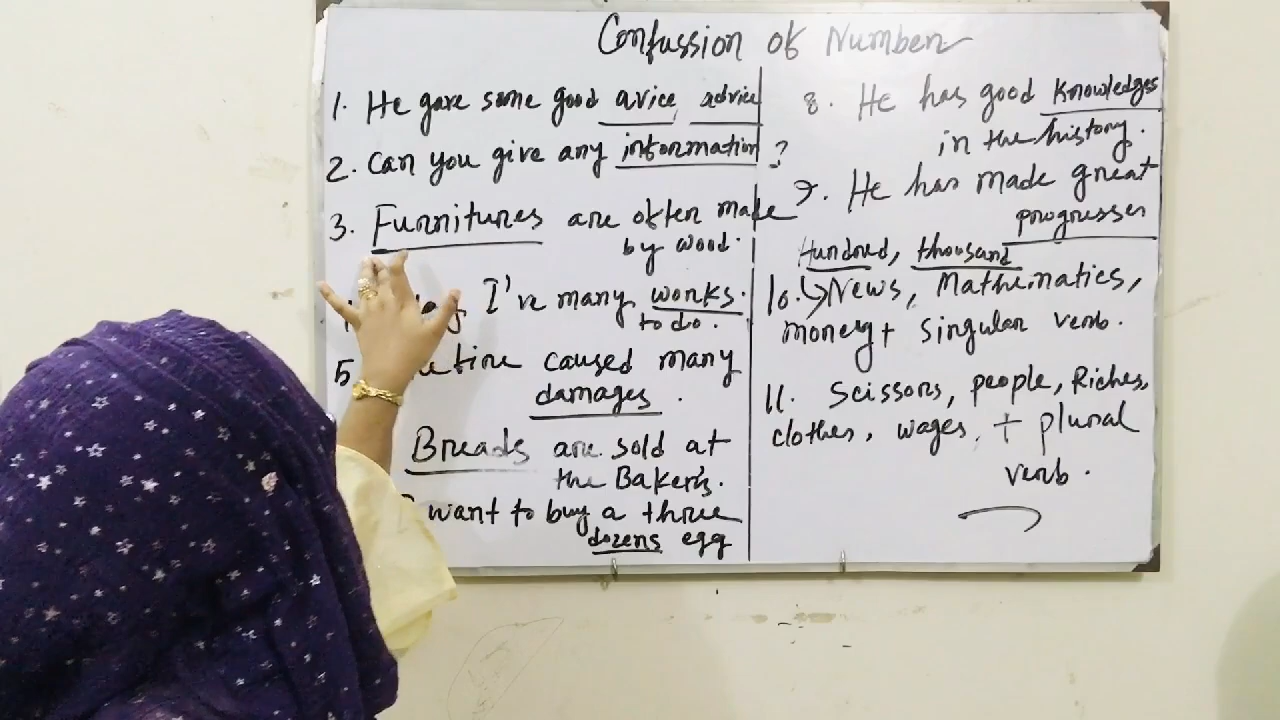 Confussion of Number
1. He gave some good avice, advice
2. Can you give any information ?
3. Furnitures are often made
by wood.
I've many works.
to do.
5 caused many
damages.
Breads are sold at
the Baker's.
want to buy a three
dozens egg
8. He has good knowledges
in the history.
9. He has made great
progresses
Hundred, thousand
10. → News, Mathematics,
money + singular verb.
11. Scissors, people, Riches,
clothes, wages, + plural
verb.